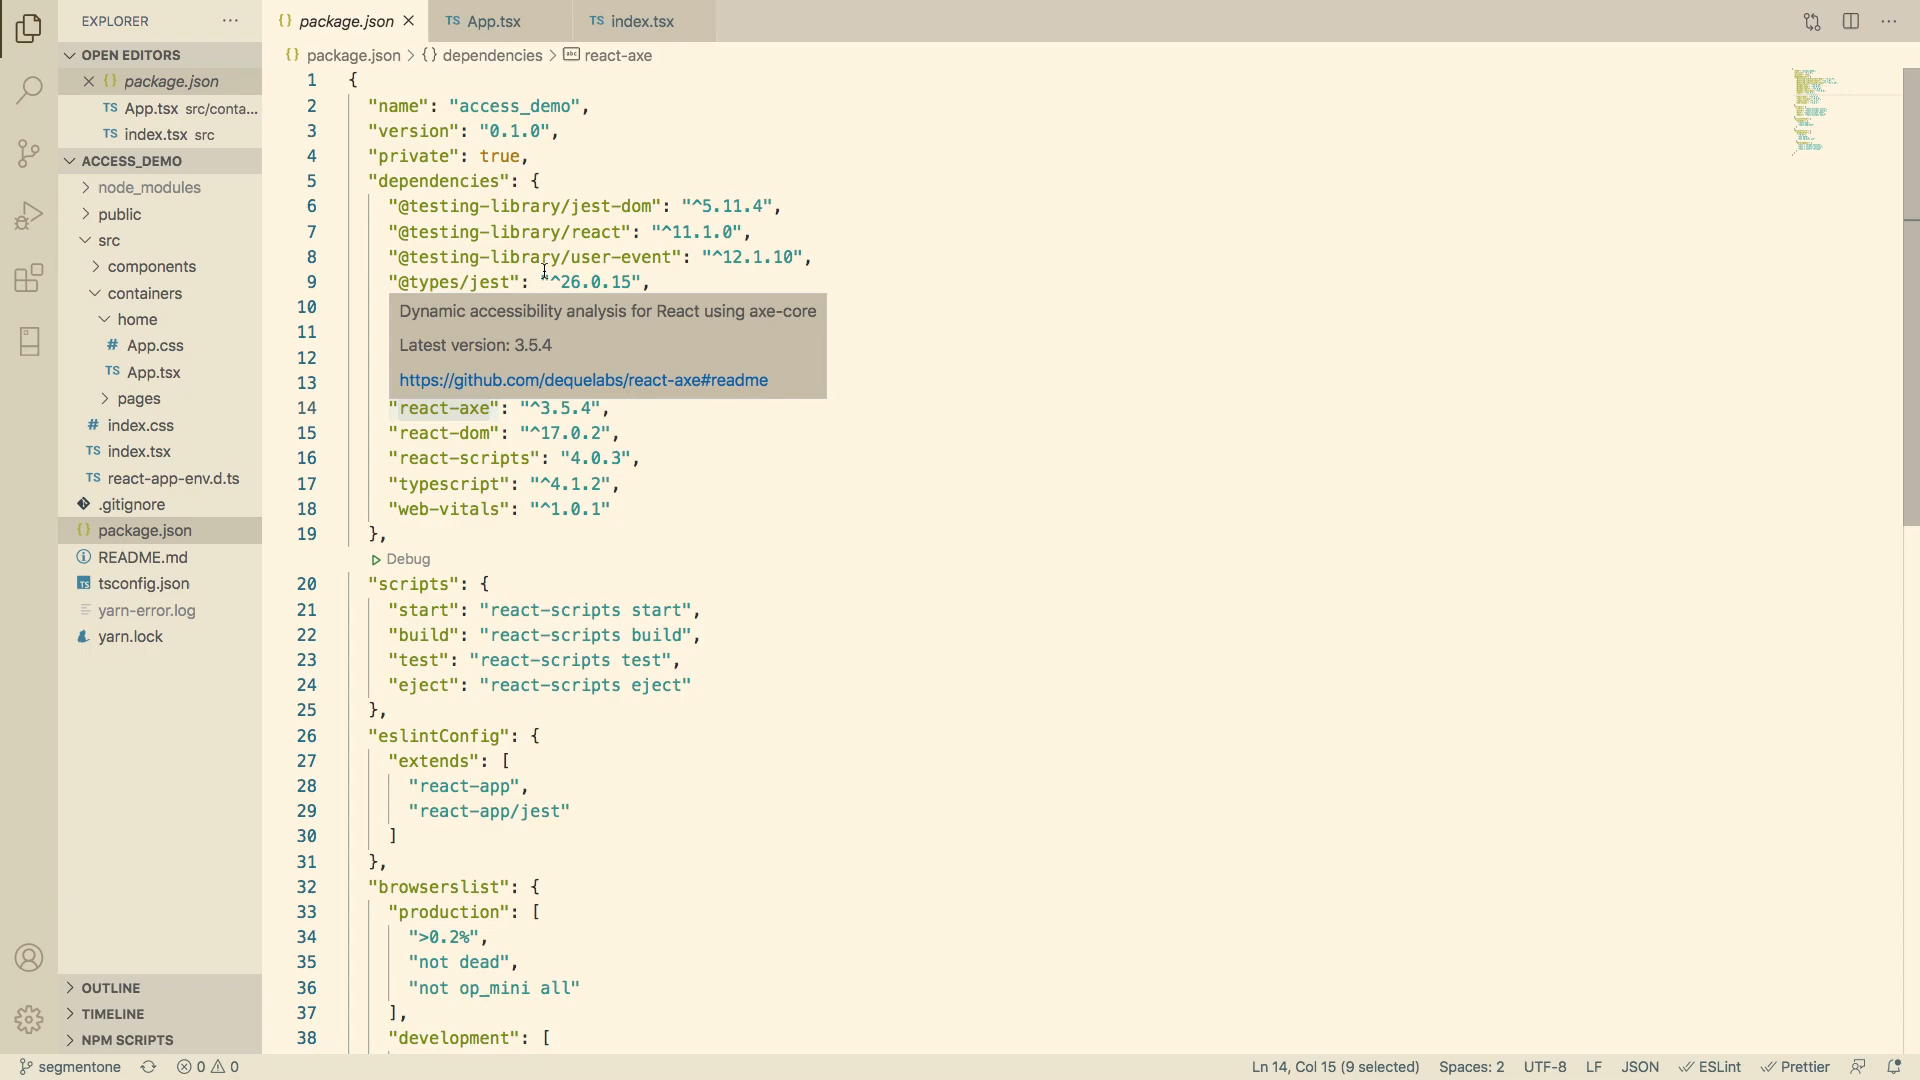 EXPLORER
OPEN EDITORS
package.json
TS App.tsx src/conta...
TS index.tsx src
ACCESS_DEMO
node_modules
public
src
components
containers
home
# App.css
TS App.tsx
pages
# index.css
TS index.tsx
TS react-app-env.d.ts
.gitignore
{} package.json
README.md
TS tsconfig.json
yarn-error.log
yarn.lock
OUTLINE
TIMELINE
NPM SCRIPTS
{} package.json
TS App.tsx
TS index.tsx
{} package.json > {} dependencies > abc react-axe
1 {
2 "name": "access_demo",
3 "version": "0.1.0",
4 "private": true,
5 "dependencies": {
6 "@testing-library/jest-dom": "^5.11.4",
7 "@testing-library/react": "^11.1.0",
8 "@testing-library/user-event": "^12.1.10",
9 "@types/jest": "^26.0.15",
10
11
12
13
Dynamic accessibility analysis for React using axe-core
Latest version: 3.5.4
https://github.com/dequelabs/react-axe#readme
14 "react-axe": "^3.5.4",
15 "react-dom": "^17.0.2",
16 "react-scripts": "4.0.3",
17 "typescript": "^4.1.2",
18 "web-vitals": "^1.0.1"
19 },
Debug
20 "scripts": {
21 "start": "react-scripts start",
22 "build": "react-scripts build",
23 "test": "react-scripts test",
24 "eject": "react-scripts eject"
25 },
26 "eslintConfig": {
27 "extends": [
28 "react-app",
29 "react-app/jest"
30 ]
31 },
32 "browserslist": {
33 "production": [
34 ">0.2%",
35 "not dead",
36 "not op_mini all"
37 ],
38 "development": [
segmentone
0 0
Ln 14, Col 15 (9 selected)
Spaces: 2
UTF-8
LF
JSON
ESLint
Prettier